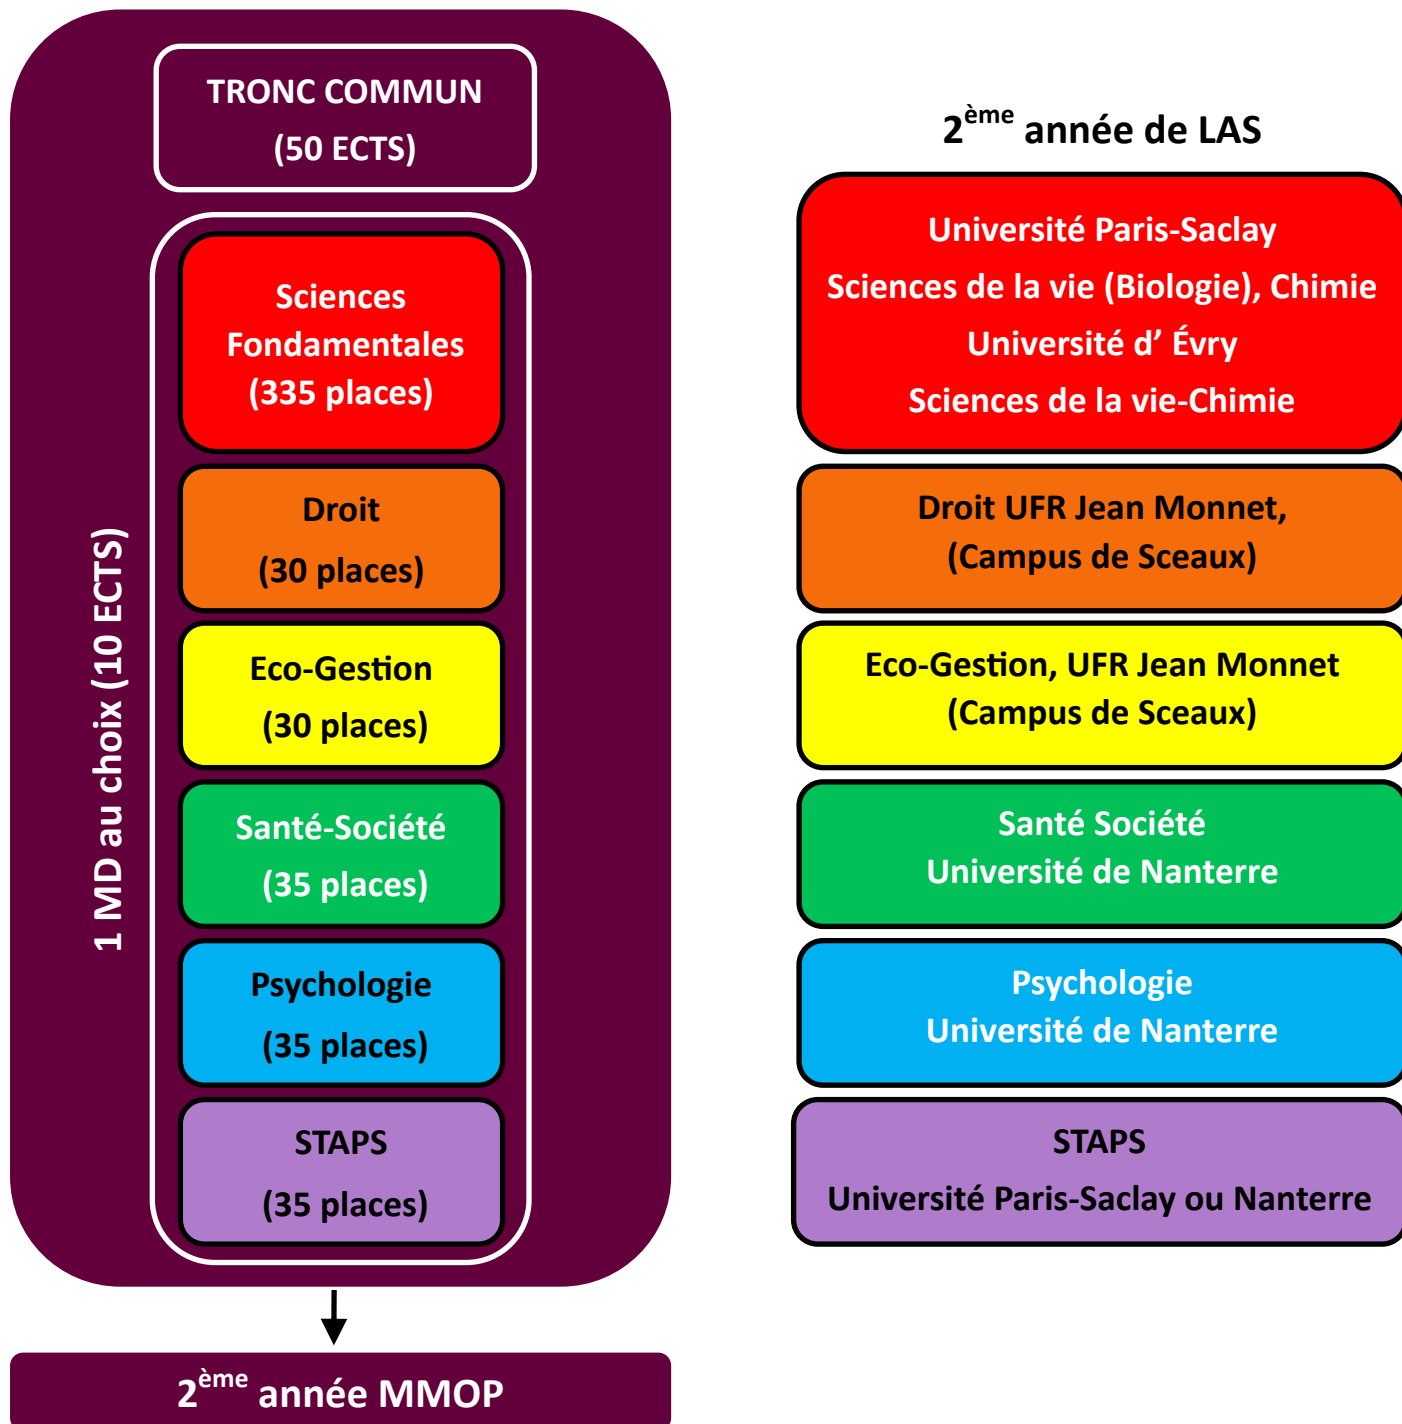 TRONC COMMUN
(50 ECTS)
1 MD au choix (10 ECTS)
Sciences
Fondamentales
(335 places)
Droit
(30 places)
Eco-Gestion
(30 places)
Santé-Société
(35 places)
Psychologie
(35 places)
STAPS
(35 places)
2ème année MMOP
2ème année de LAS
Université Paris-Saclay
Sciences de la vie (Biologie), Chimie
Université d’ Évry
Sciences de la vie-Chimie
Droit UFR Jean Monnet,
(Campus de Sceaux)
Eco-Gestion, UFR Jean Monnet
(Campus de Sceaux)
Santé Société
Université de Nanterre
Psychologie
Université de Nanterre
STAPS
Université Paris-Saclay ou Nanterre